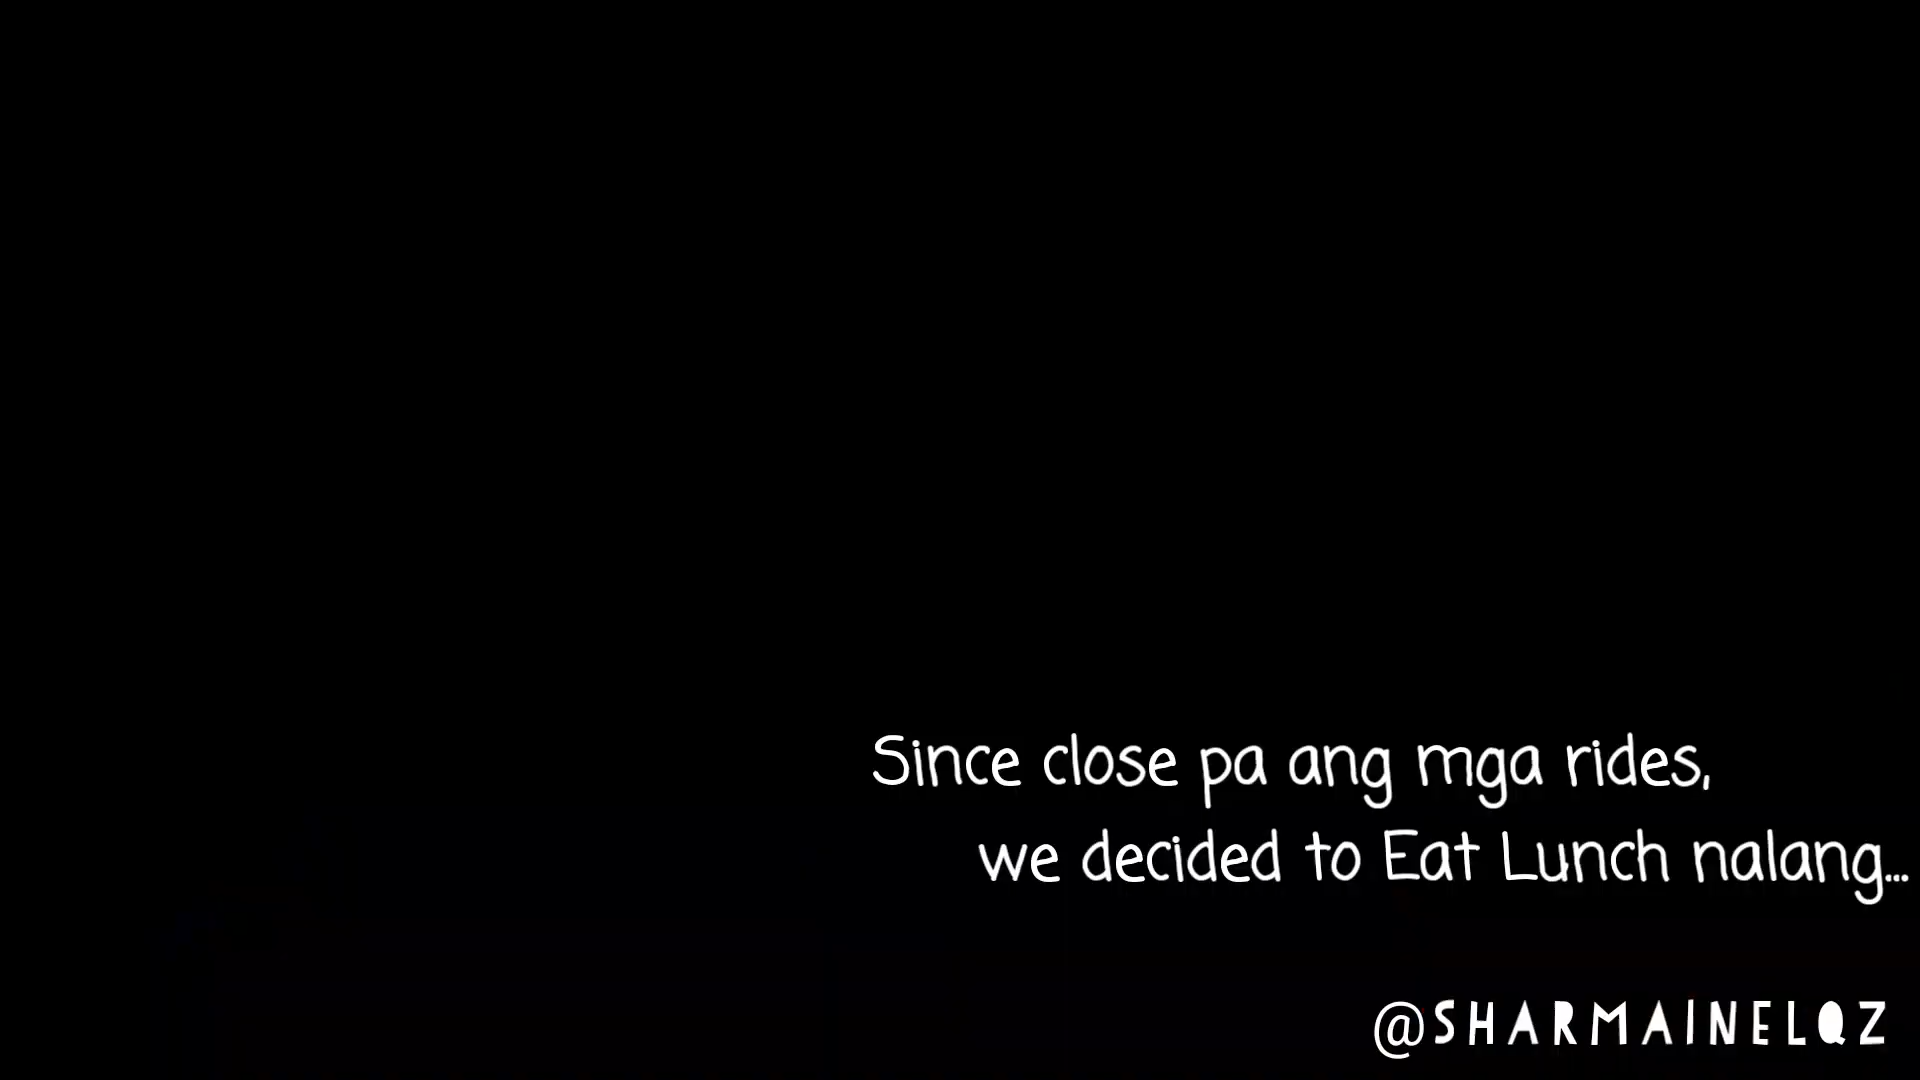 Since close pa ang mga rides,
we decided to Eat Lunch nalang...
@SHARMAINELQZ